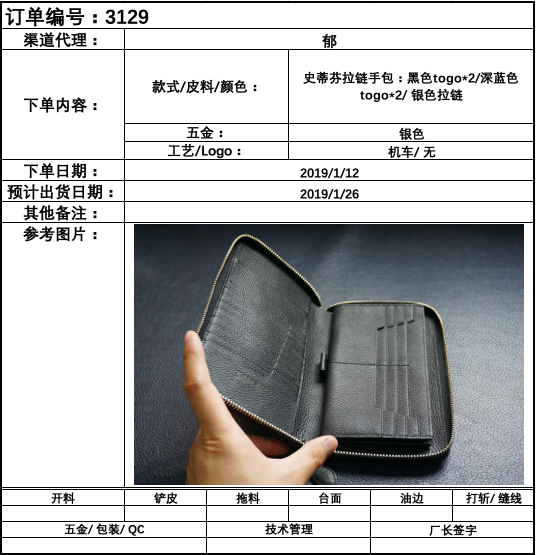 订单编号：3129
渠道代理：
郁
下单内容：
款式/皮料/颜色：
史蒂芬拉链手包：黑色togo*2/深蓝色
togo*2/ 银色拉链
五金：
银色
工艺/Logo：
机车/ 无
下单日期：
2019/1/12
预计出货日期：
2019/1/26
其他备注：
参考图片：
开料
铲皮
拖料
台面
油边
打斩/ 缝线
五金/ 包装/ QC
技术管理
厂长签字